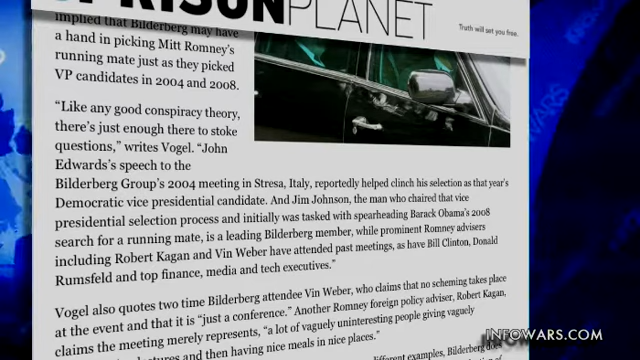 PRISONPLANET
Truth will set you free.
implied that Bilderberg may have
a hand in picking Mitt Romney's
running mate just as they picked
VP candidates in 2004 and 2008.
“Like any good conspiracy theory,
there's just enough there to stoke
questions,” writes Vogel. “John
Edwards's speech to the
Bilderberg Group's 2004 meeting in Stresa, Italy, reportedly helped clinch his selection as that year's
Democratic vice presidential candidate. And Jim Johnson, the man who chaired that vice
presidential selection process and initially was tasked with spearheading Barack Obama's 2008
search for a running mate, is a leading Bilderberg member, while prominent Romney advisers
including Robert Kagan and Vin Weber have attended past meetings, as have Bill Clinton, Donald
Rumsfeld and top finance, media and tech executives.”
Vogel also quotes two time Bilderberg attendee Vin Weber, who claims that no scheming takes place
at the event and that it is “just a conference.” Another Romney foreign policy adviser, Robert Kagan,
claims the meeting merely represents, “a lot of vaguely uninteresting people giving vaguely
lectures and then having nice meals in nice places.”
different examples, Bilderberg does
INFOWARS
INFOWARS.COM